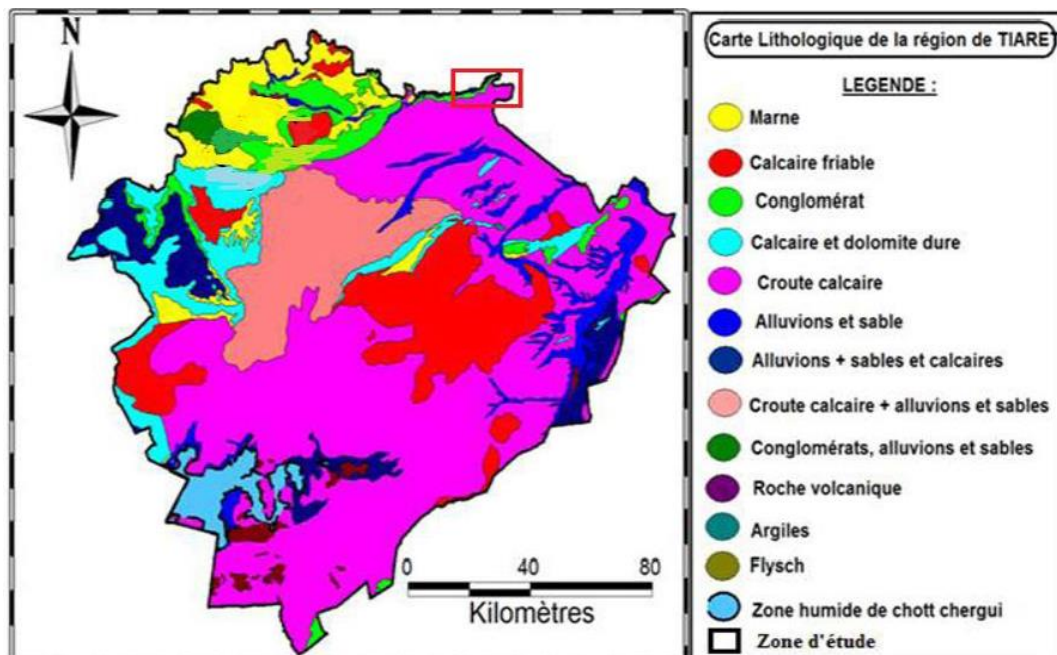 N
0
80
Kilomètres
Carte Lithologique de la région de TIARET
LEGENDE :
Marne
Calcaire friable
Conglomérat
Calcaire et dolomite dure
Croute calcaire
Alluvions et sable
Alluvions + sables et calcaires
Croute calcaire + alluvions et sables
Conglomérats, alluvions et sables
Roche volcanique
Argiles
Flysch
Zone humide de chott chergui
Zone d'étude